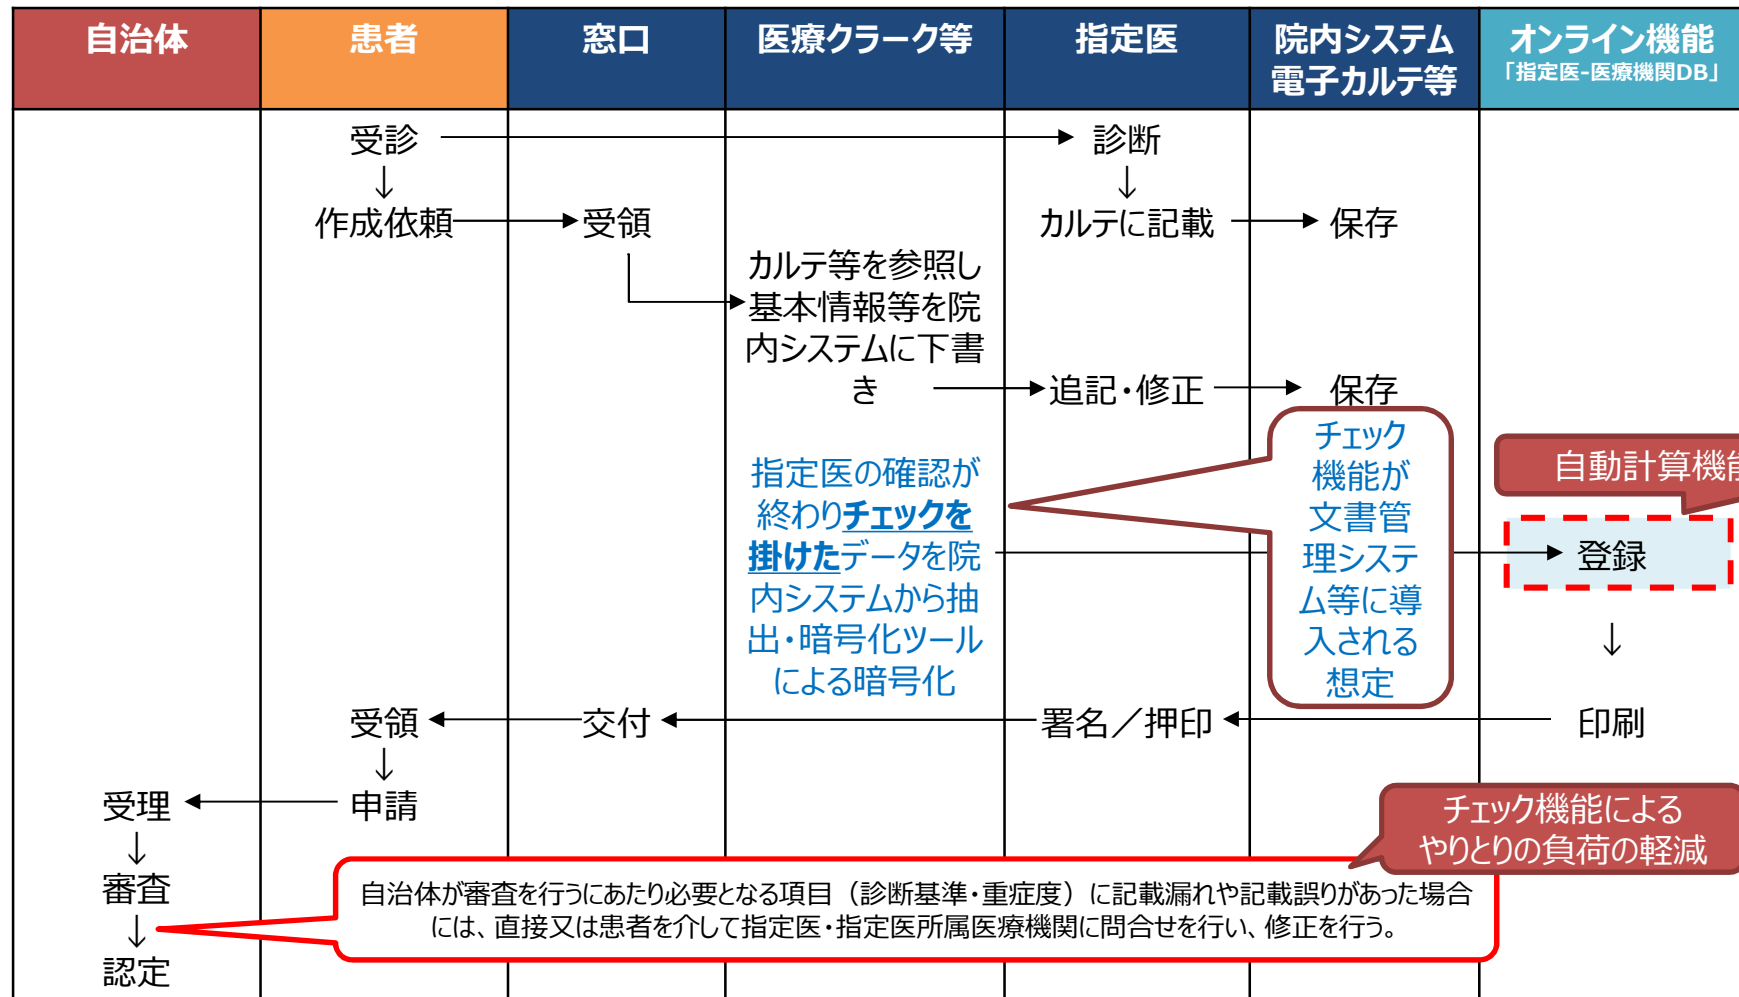 自治体
患者
窓口
医療クラーク等
指定医
院内システム
電子カルテ等
オンライン機能
「指定医-医療機関DB」
受診
診断
↓
↓
作成依頼
受領
カルテに記載
保存
カルテ等を参照し
基本情報等を院
内システムに下書
き
追記・修正
保存
チェック
機能が
文書管
理システ
ム等に導
入される
想定
自動計算機能
指定医の確認が
終わりチェックを
掛けたデータを院
内システムから抽
出・暗号化ツール
による暗号化
登録
↓
受領
交付
署名／押印
印刷
↓
受理
申請
チェック機能による
やりとりの負荷の軽減
↓
審査
自治体が審査を行うにあたり必要となる項目（診断基準・重症度）に記載漏れや記載誤りがあった場合
には、直接又は患者を介して指定医・指定医所属医療機関に問合せを行い、修正を行う。
↓
認定